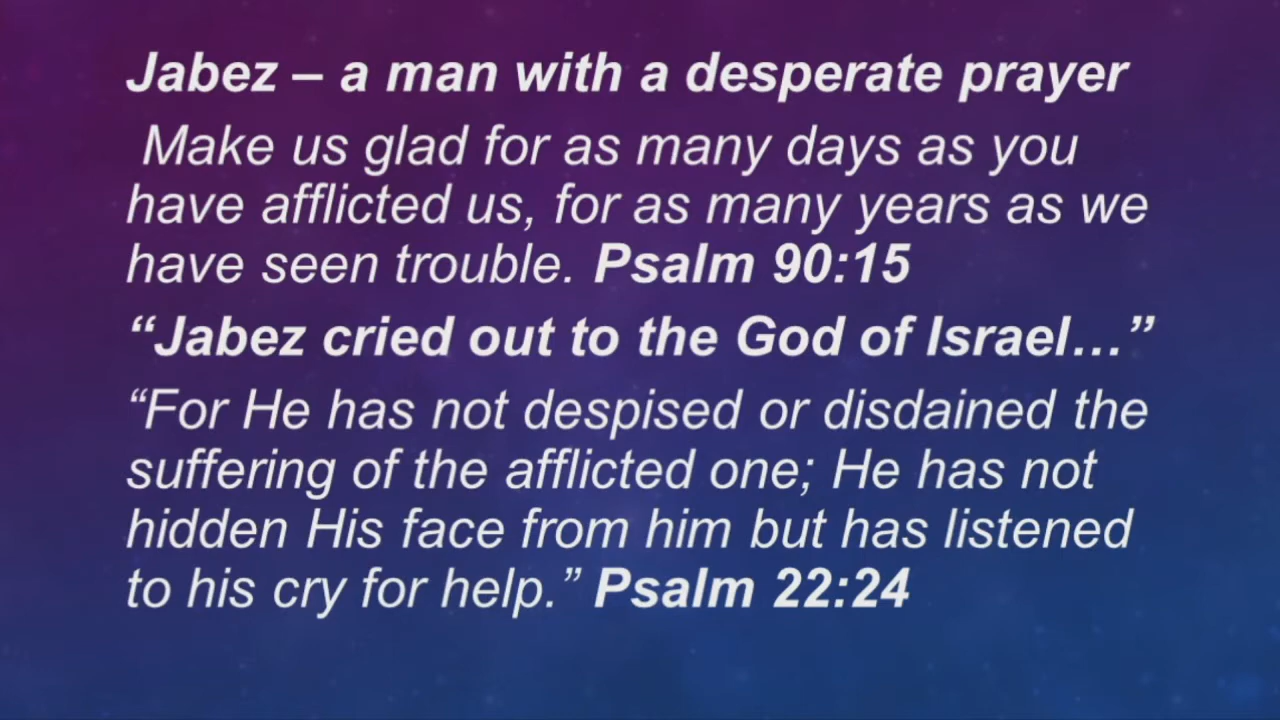 Jabez – a man with a desperate prayer
Make us glad for as many days as you
have afflicted us, for as many years as we
have seen trouble. Psalm 90:15
“Jabez cried out to the God of Israel…”
“For He has not despised or disdained the
suffering of the afflicted one; He has not
hidden His face from him but has listened
to his cry for help.” Psalm 22:24